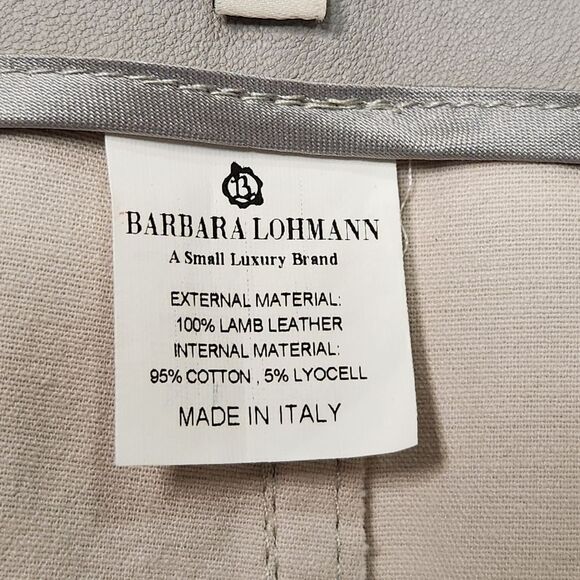 B
BARBARA LOHMANN
A Small Luxury Brand
EXTERNAL MATERIAL:
100% LAMB LEATHER
INTERNAL MATERIAL:
95% COTTON , 5% LYOCELL
MADE IN ITALY